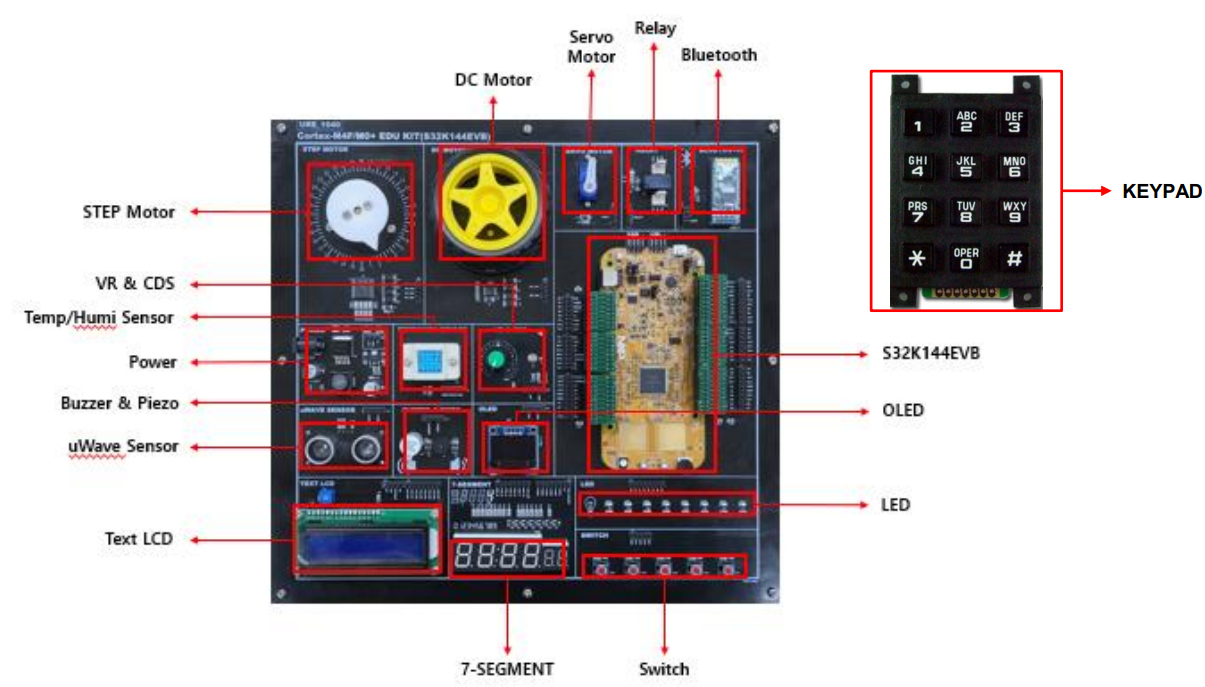 Servo
Motor
Relay
Bluetooth
DC Motor
Cortex-M4F/M0+ EDU KIT(S32K144EVB)
STEP MOTOR
SERVO MOTOR
STEP Motor
VR & CDS
Temp/Humi Sensor
Power
Buzzer & Piezo
uWAVE SENSOR
OLED
uWave Sensor
TEXT LCD
7-SEGMENT
LED
SWITCH
Text LCD
7-SEGMENT
Switch
S32K144EVB
OLED
LED
1
ABC
2
DEF
3
GHI
4
JKL
5
MNO
6
PRS
7
TUV
8
WXY
9
*
OPER
0
#
KEYPAD